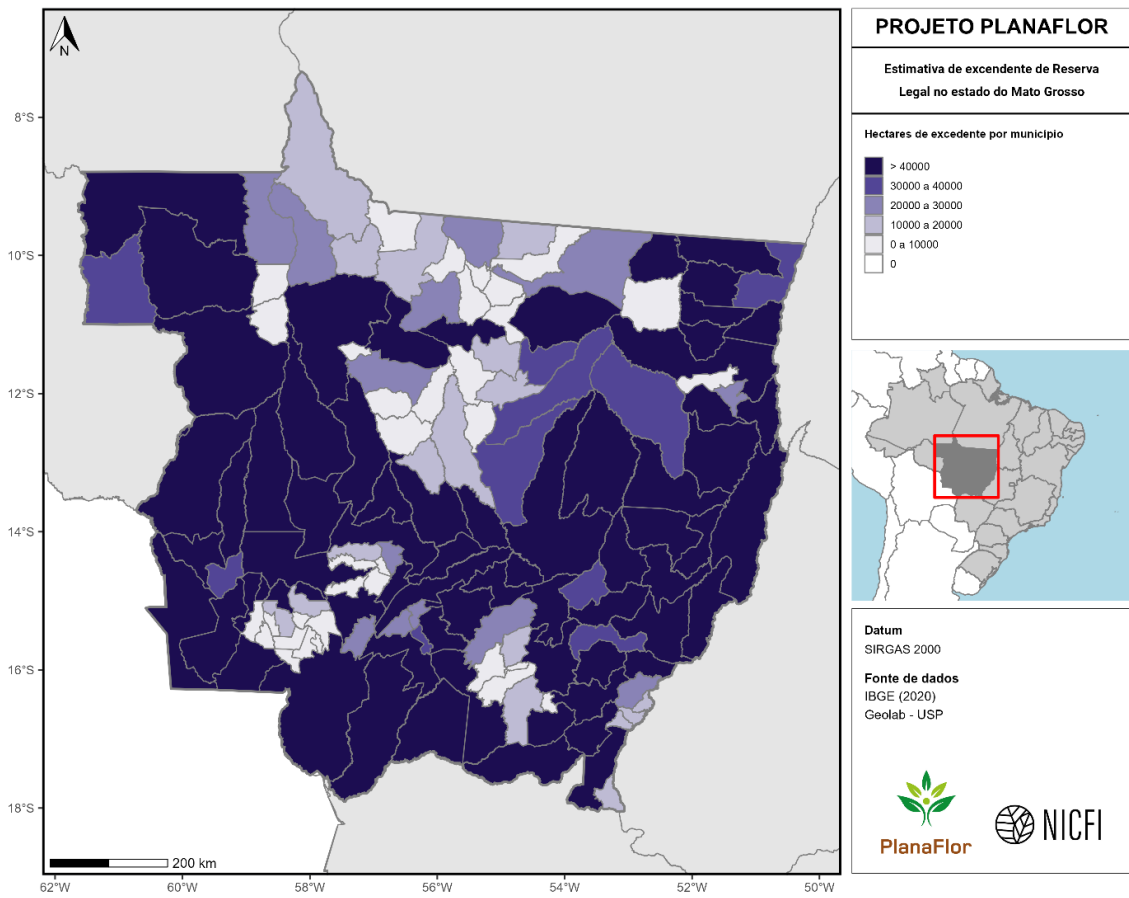 PROJETO PLANAFLOR
Estimativa de excendente de Reserva
Legal no estado do Mato Grosso
Hectares de excedente por municipio
> 40000
30000 a 40000
20000 a 30000
10000 a 20000
0 a 10000
0
N
8°S
10°S
12°S
14°S
16°S
18°S
200 km
62°W
60°W
58°W
56°W
54°W
52°W
50°W
Datum
SIRGAS 2000
Fonte de dados
IBGE (2020)
Geolab - USP
PlanaFlor
NICFI